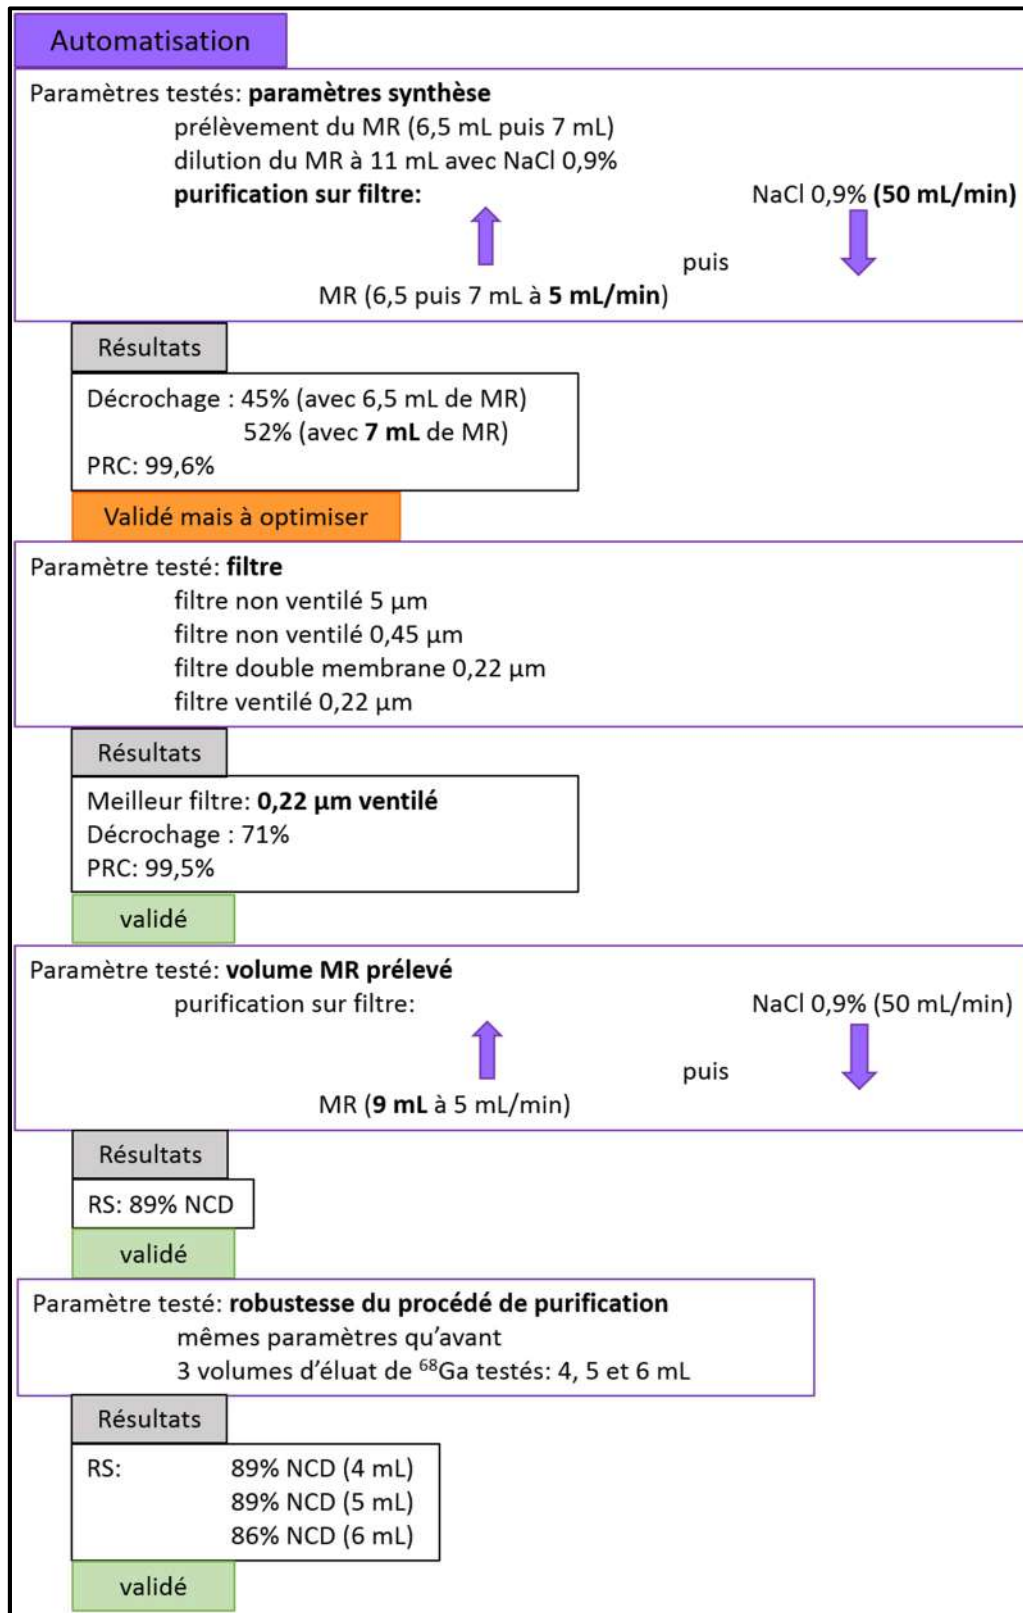 Automatisation
Paramètres testés: paramètres synthèse
prélèvement du MR (6,5 mL puis 7 mL)
dilution du MR à 11 mL avec NaCl 0,9%
purification sur filtre: NaCl 0,9% (50 mL/min)
puis
MR (6,5 puis 7 mL à 5 mL/min)
Résultats
Décrochage : 45% (avec 6,5 mL de MR)
52% (avec 7 mL de MR)
PRC: 99,6%
Validé mais à optimiser
Paramètre testé: filtre
filtre non ventilé 5 µm
filtre non ventilé 0,45 µm
filtre double membrane 0,22 µm
filtre ventilé 0,22 µm
Résultats
Meilleur filtre: 0,22 µm ventilé
Décrochage : 71%
PRC: 99,5%
validé
Paramètre testé: volume MR prélevé
purification sur filtre: NaCl 0,9% (50 mL/min)
puis
MR (9 mL à 5 mL/min)
Résultats
RS: 89% NCD
validé
Paramètre testé: robustesse du procédé de purification
mêmes paramètres qu’avant
3 volumes d’éluat de ⁶⁸Ga testés: 4, 5 et 6 mL
Résultats
RS: 89% NCD (4 mL)
89% NCD (5 mL)
86% NCD (6 mL)
validé